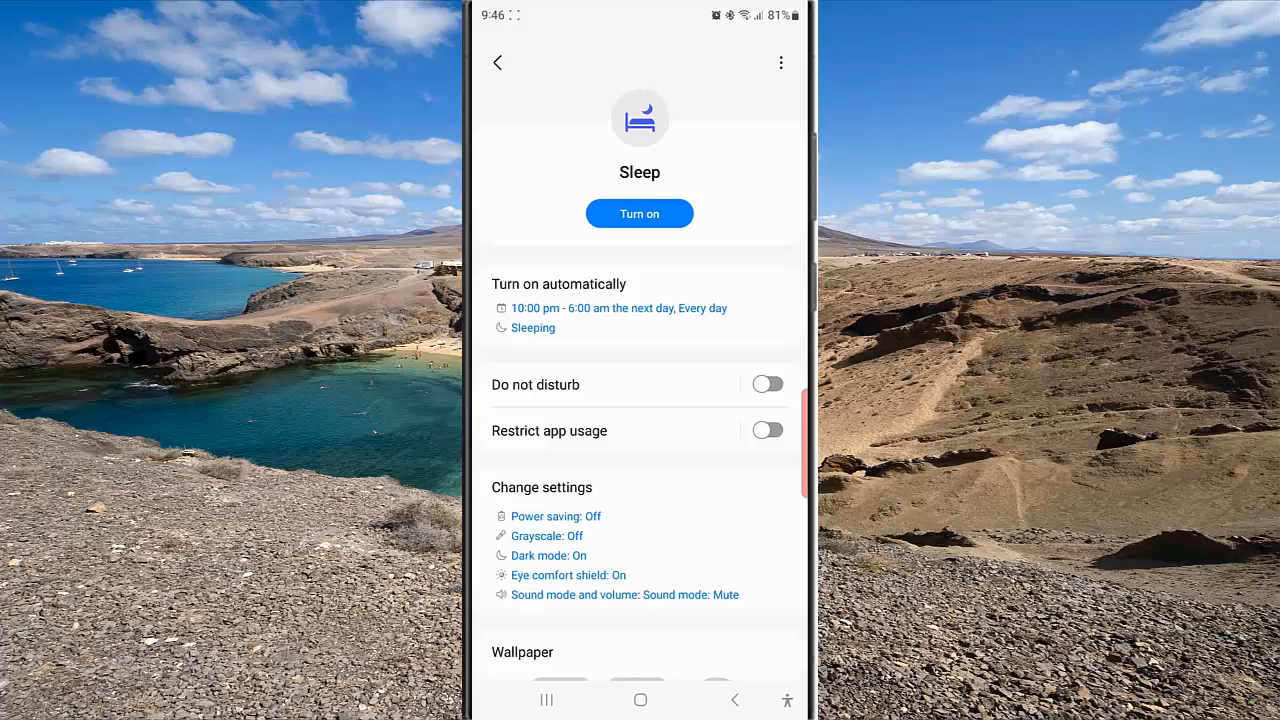 9:46 81%
Sleep
Turn on
Turn on automatically
10:00 pm - 6:00 am the next day, Every day
Sleeping
Do not disturb
Restrict app usage
Change settings
Power saving: Off
Grayscale: Off
Dark mode: On
Eye comfort shield: On
Sound mode and volume: Sound mode: Mute
Wallpaper